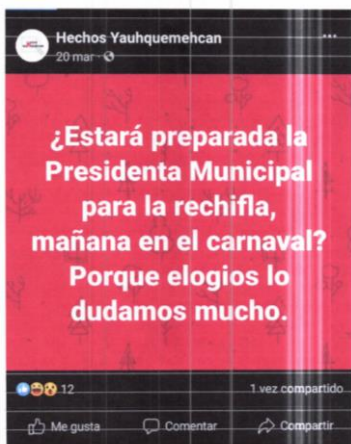 Hechos Yauhquemehcan
20 mar
¿Estará preparada la
Presidenta Municipal
para la rechifla,
mañana en el carnaval?
Porque elogios lo
dudamos mucho.
12
1 vez compartido
Me gusta
Comentar
Compartir